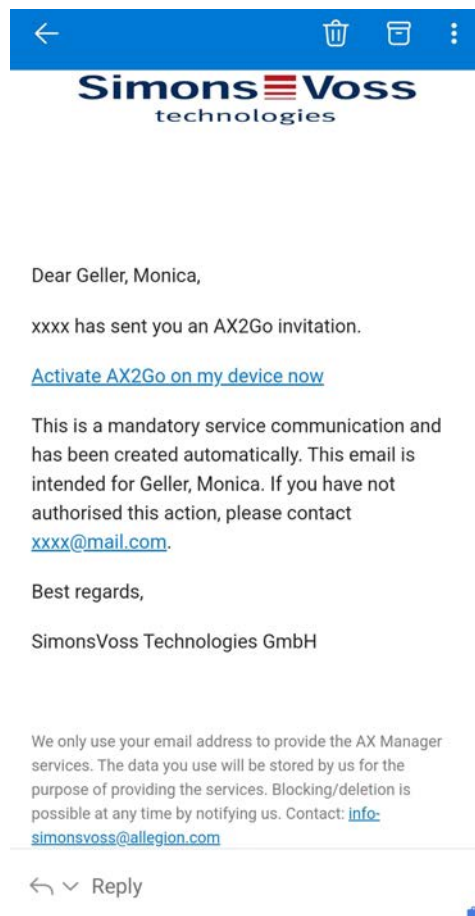 SimonsVoss
technologies
Dear Geller, Monica,
xxxx has sent you an AX2Go invitation.
Activate AX2Go on my device now
This is a mandatory service communication and
has been created automatically. This email is
intended for Geller, Monica. If you have not
authorised this action, please contact
xxxx@mail.com.
Best regards,
SimonsVoss Technologies GmbH
We only use your email address to provide the AX Manager
services. The data you use will be stored by us for the
purpose of providing the services. Blocking/deletion is
possible at any time by notifying us. Contact: info-
simonsvoss@allegion.com
Reply